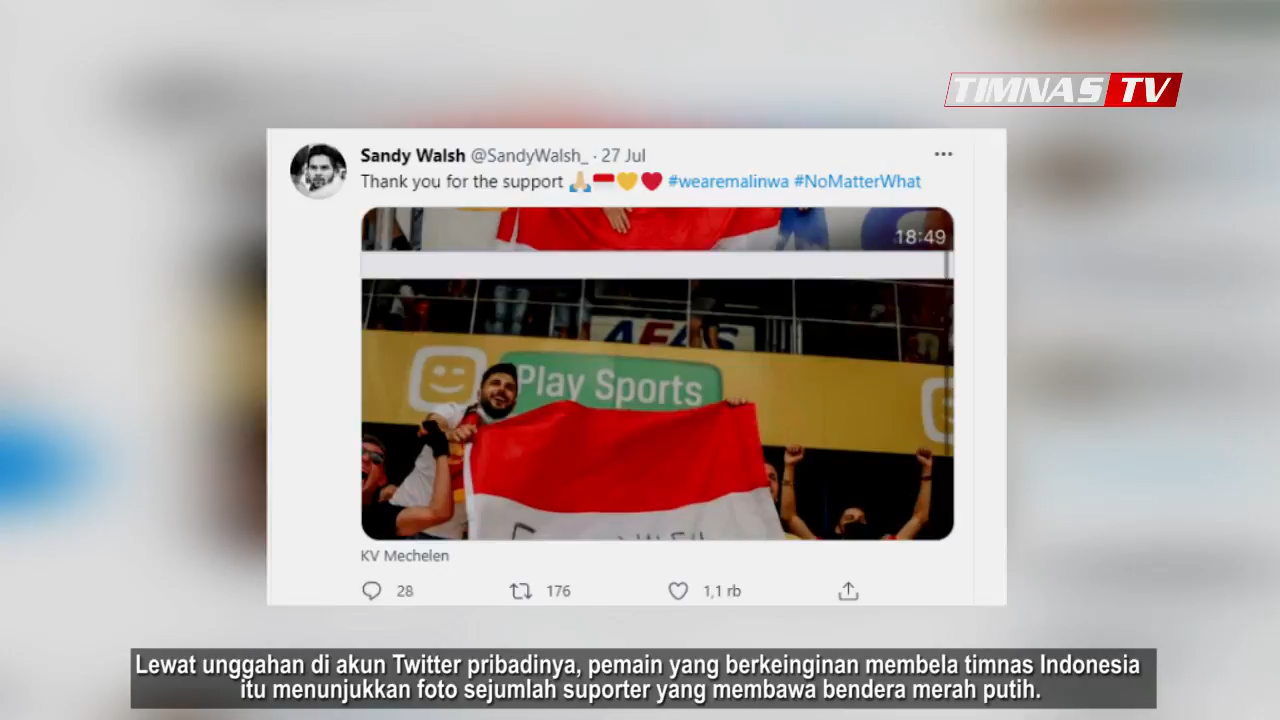 TIMNAS TV
Sandy Walsh @SandyWalsh_ · 27 Jul
Thank you for the support 🙏🏼🇮🇩💛❤️ #wearemalinwa #NoMatterWhat
18:49
AFAS
Play Sports
KV Mechelen
28 176 1,1 rb
Lewat unggahan di akun Twitter pribadinya, pemain yang berkeinginan membela timnas Indonesia
itu menunjukkan foto sejumlah suporter yang membawa bendera merah putih.